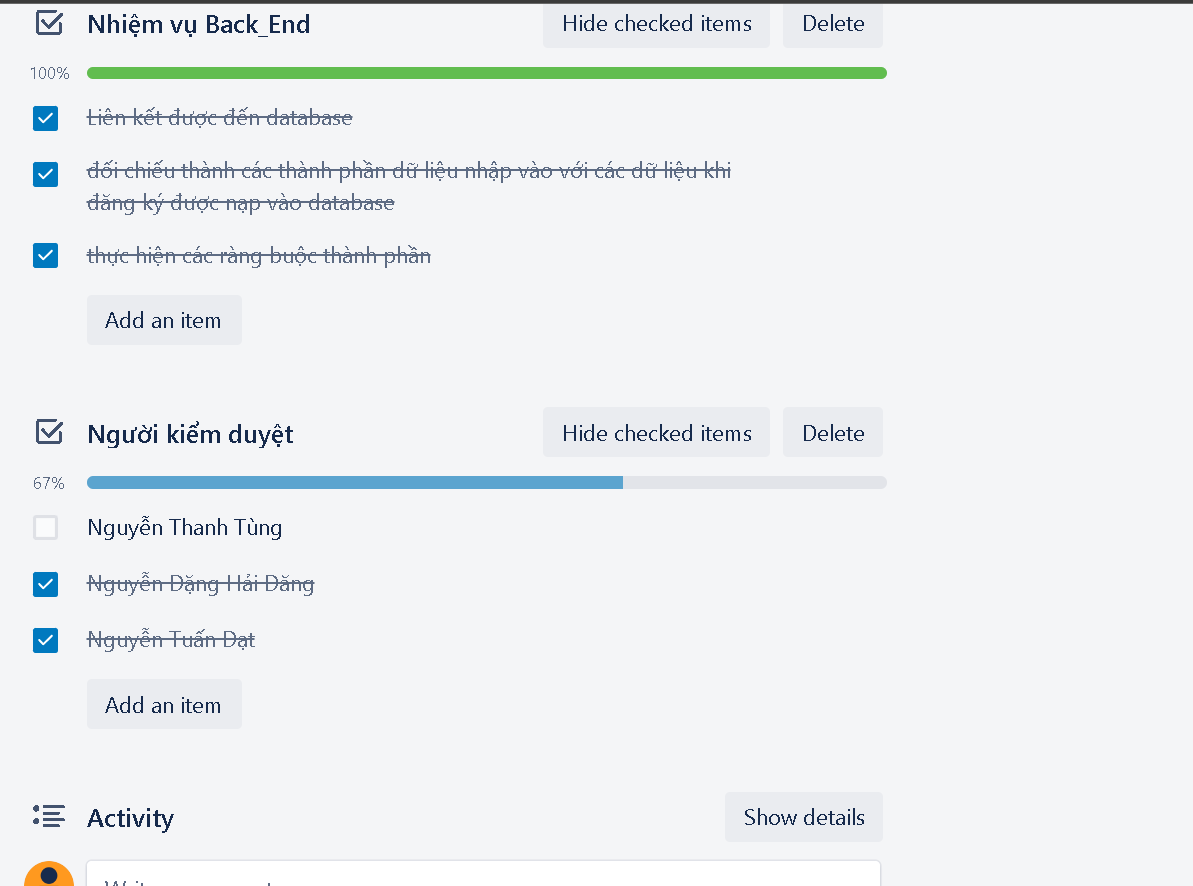 Nhiệm vụ Back_End
Hide checked items
Delete
100%
Liên kết được đến database
đối chiếu thành các thành phần dữ liệu nhập vào với các dữ liệu khi
đăng ký được nạp vào database
thực hiện các ràng buộc thành phần
Add an item
Người kiểm duyệt
Hide checked items
Delete
67%
Nguyễn Thanh Tùng
Nguyễn Đặng Hải Đăng
Nguyễn Tuấn Đạt
Add an item
Activity
Show details